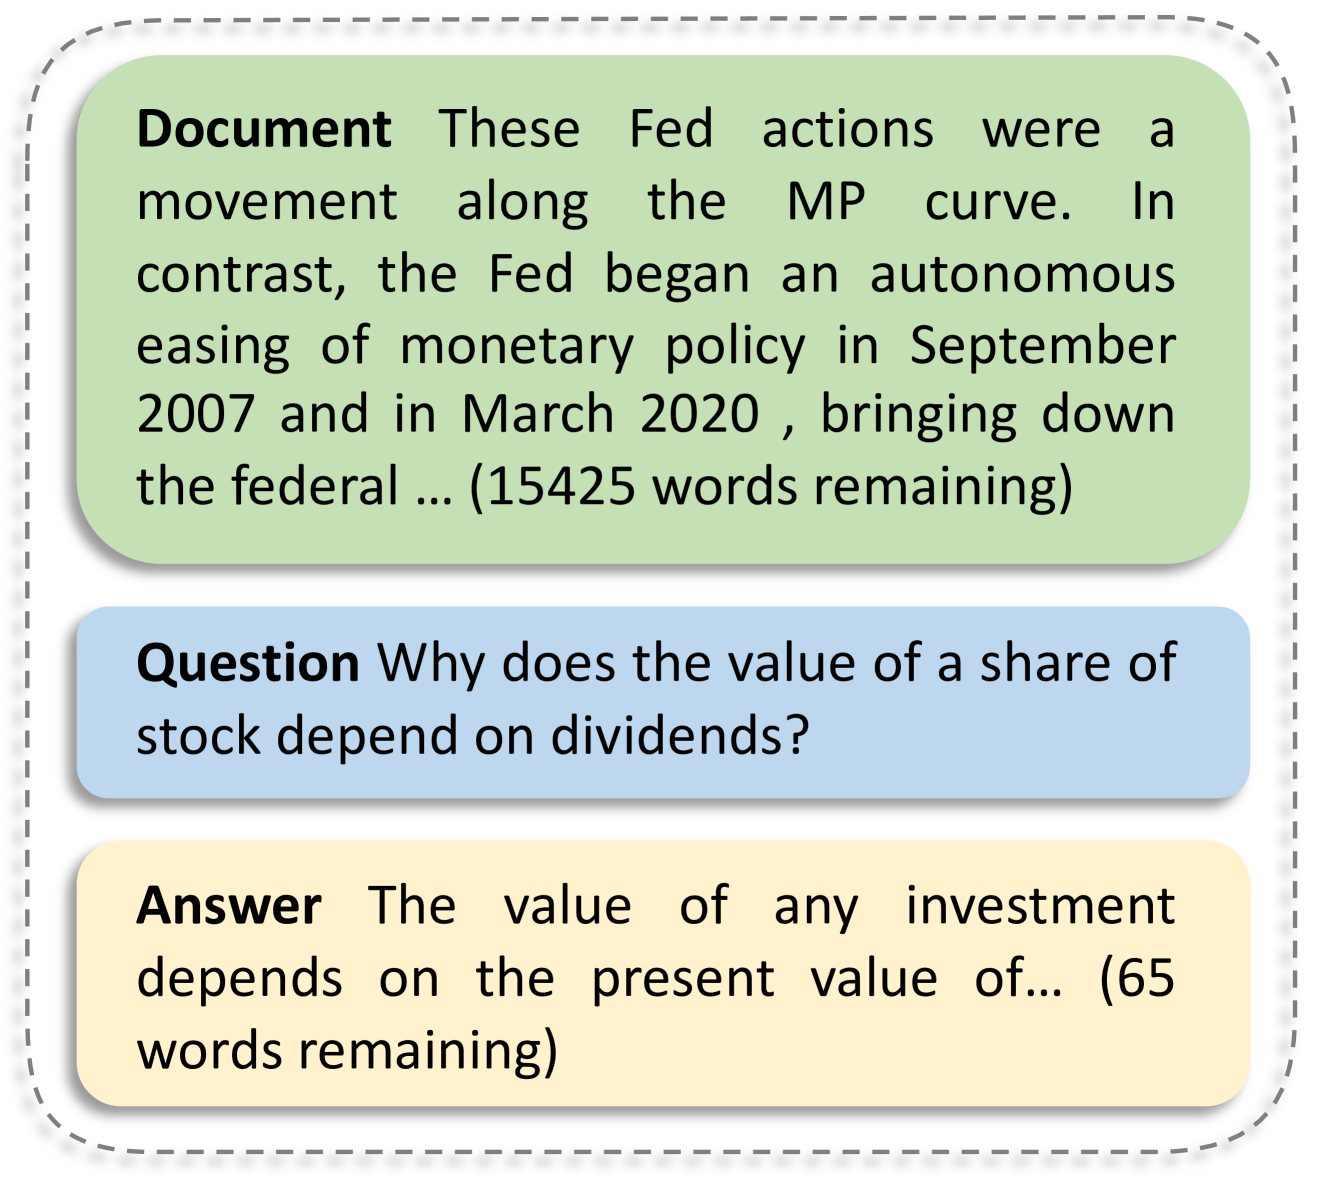 Document These Fed actions were a
movement along the MP curve. In
contrast, the Fed began an autonomous
easing of monetary policy in September
2007 and in March 2020 , bringing down
the federal ... (15425 words remaining)
Question Why does the value of a share of
stock depend on dividends?
Answer The value of any investment
depends on the present value of... (65
words remaining)